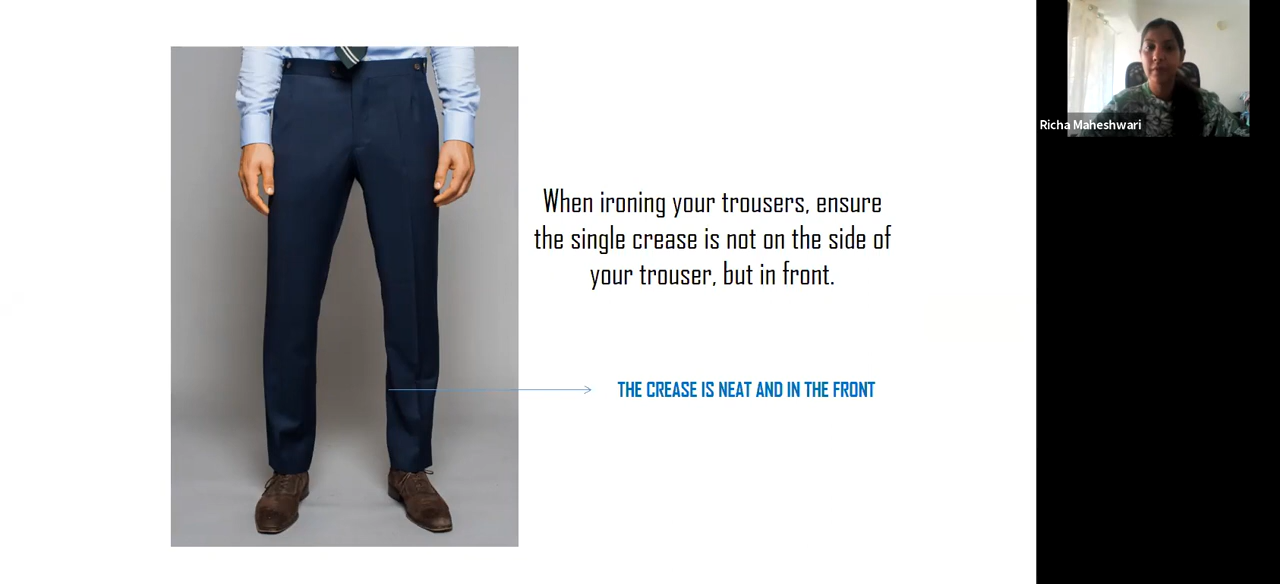 When ironing your trousers, ensure
the single crease is not on the side of
your trouser, but in front.
THE CREASE IS NEAT AND IN THE FRONT
Richa Maheshwari